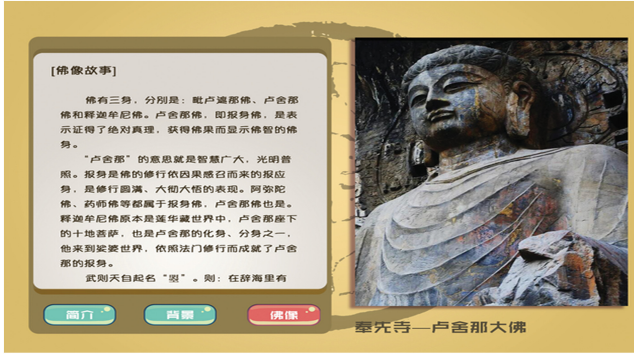 [佛像故事]
佛有三身，分别是：毗卢遮那佛、卢舍那
佛和释迦牟尼佛。卢舍那佛，即报身佛，是表
示证得了绝对真理，获得佛果而显示佛智的佛
身。
“卢舍那”的意思就是智慧广大，光明普
照。报身是佛的修行依因果感召而来的报应
身，是修行圆满、大彻大悟的表现。阿弥陀
佛、药师佛等都属于报身佛，卢舍那佛也是。
释迦牟尼佛原本是莲华藏世界中，卢舍那座下
的十地菩萨，也是卢舍那的化身、分身之一，
他来到娑婆世界，依照法门修行而成就了卢舍
那的报身。
武则天自起名“曌”。则：在辞海里有
简介
背景
佛像
奉先寺—卢舍那大佛